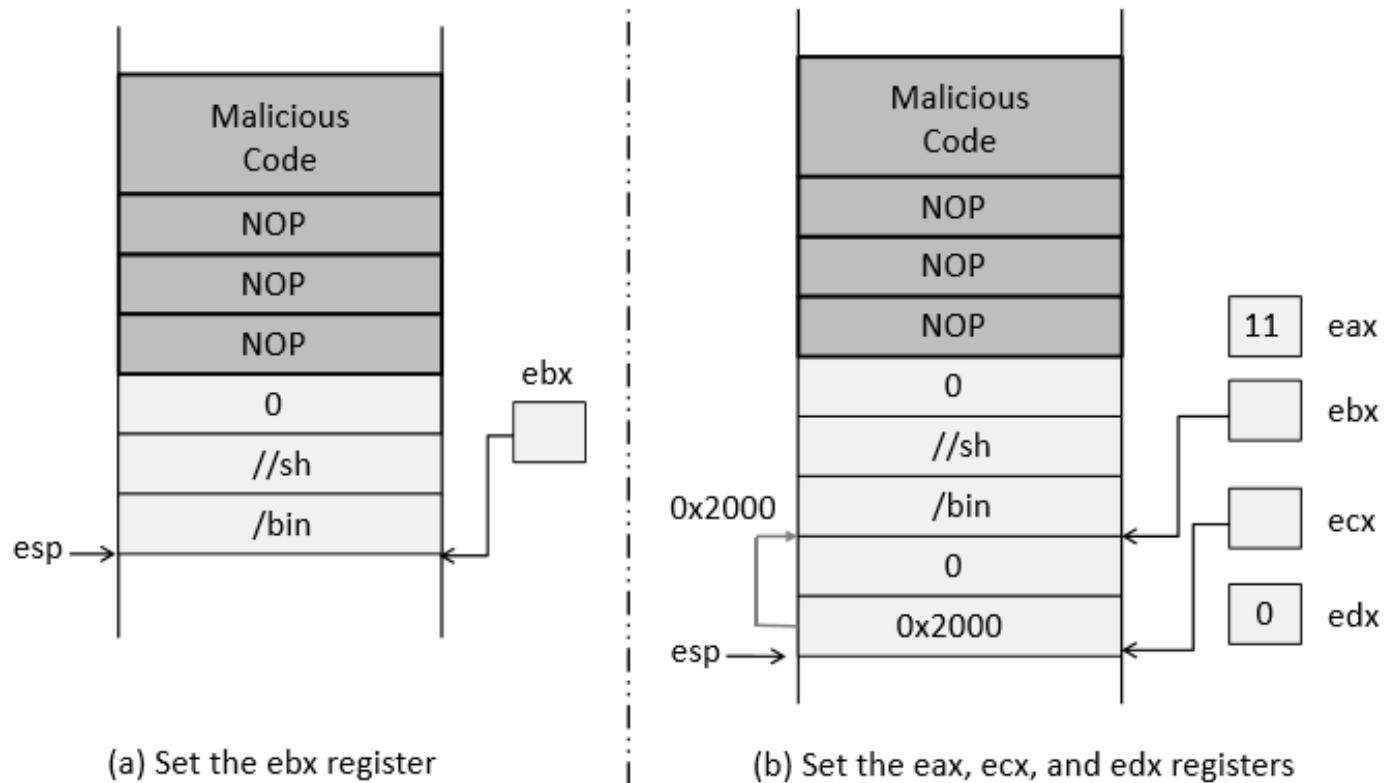 Malicious
Code
NOP
NOP
NOP
0
//sh
/bin
esp
ebx
(a) Set the ebx register
Malicious
Code
NOP
NOP
NOP
0
//sh
0x2000
/bin
0
0x2000
esp
11 eax
ebx
ecx
0 edx
(b) Set the eax, ecx, and edx registers